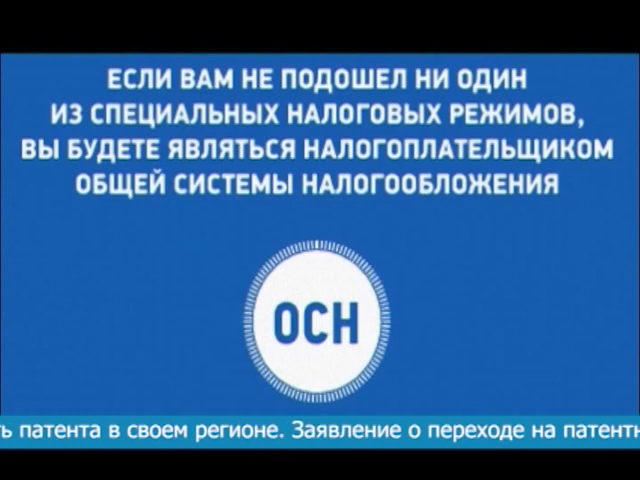 ЕСЛИ ВАМ НЕ ПОДОШЕЛ НИ ОДИН
ИЗ СПЕЦИАЛЬНЫХ НАЛОГОВЫХ РЕЖИМОВ,
ВЫ БУДЕТЕ ЯВЛЯТЬСЯ НАЛОГОПЛАТЕЛЬЩИКОМ
ОБЩЕЙ СИСТЕМЫ НАЛОГООБЛОЖЕНИЯ
ОСН
ть патента в своем регионе. Заявление о переходе на патентн